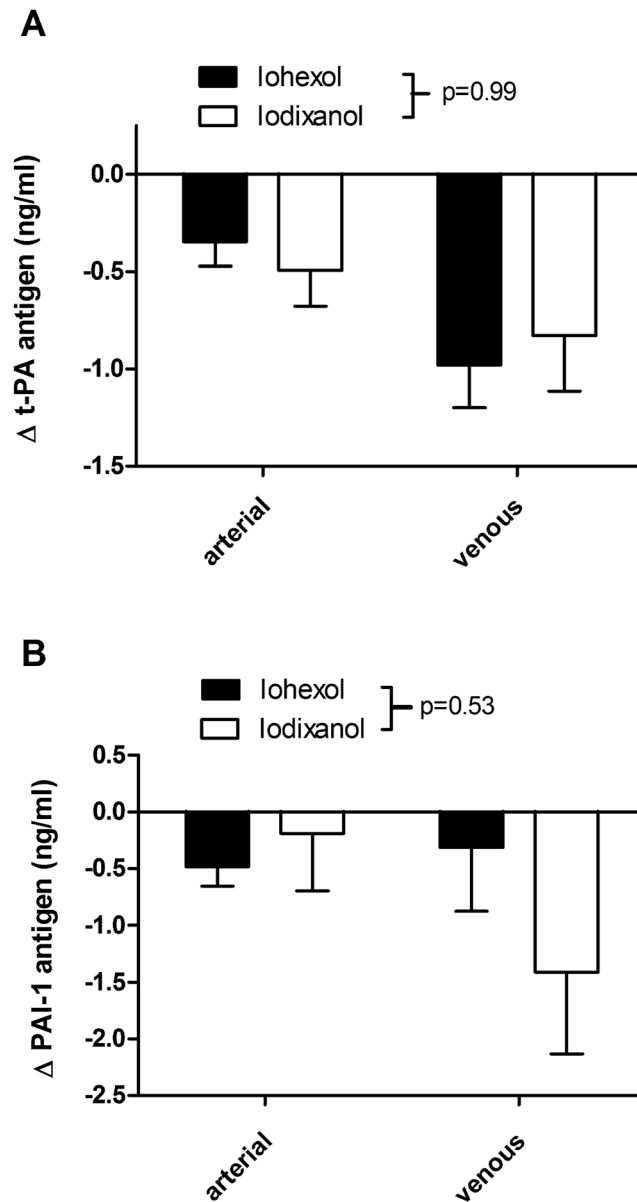 A
Iohexol
Iodixanol
p=0.99
0.0
-0.5
-1.0
-1.5
Δ t-PA antigen (ng/ml)
arterial
venous
B
Iohexol
Iodixanol
p=0.53
0.5
0.0
-0.5
-1.0
-1.5
-2.0
-2.5
Δ PAI-1 antigen (ng/ml)
arterial
venous